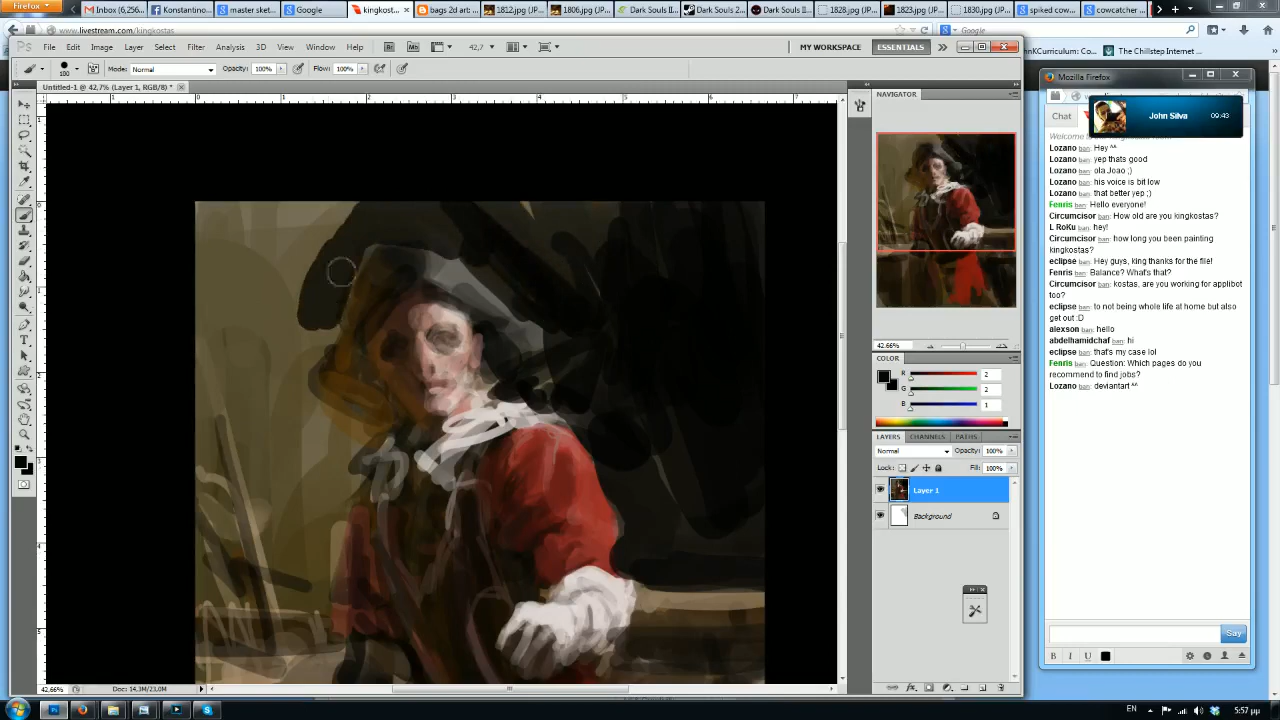 Firefox
Inbox (6,256...
Konstantino...
master sket...
Google
kingkost...
bags 2d art: ...
1812.jpg (JP...
1806.jpg (JP...
Dark Souls II...
2 Dark Souls...
Dark Souls ...
1828.jpg (JP...
1823.jpg (JP...
1830.jpg (JP...
spiked cow...
cowcatcher ...
www.livestream.com/kingkostas
Google
The Chillstep Internet ...
Ps
File Edit Image Layer Select Filter Analysis 3D View Window Help
Br
Mb
42,7
MY WORKSPACE
ESSENTIALS
100
Mode: Normal
Opacity: 100%
Flow: 100%
Untitled-1 @ 42,7% (Layer 1, RGB/8) *
NAVIGATOR
42.66%
COLOR
R 2
G 2
B 1
LAYERS CHANNELS PATHS
Normal
Opacity: 100%
Lock:
Fill: 100%
Layer 1
Background
42.66%
Doc: 14,3M/23,0M
Mozilla Firefox
John Silva 09:43
Chat
Lozano ban: Hey ^^
Lozano ban: yep thats good
Lozano ban: ola Joao ;)
Lozano ban: his voice is bit low
Lozano ban: that better yep ;)
Fenris ban: Hello everyone!
Circumcisor ban: How old are you kingkostas?
L RoKu ban: hey!
Circumcisor ban: how long you been painting
kingkostas?
eclipse ban: Hey guys, king thanks for the file!
Fenris ban: Balance? What's that?
Circumcisor ban: kostas, are you working for applibot
too?
eclipse ban: to not being whole life at home but also
get out :D
alexson ban: hello
abdelhamidchaf ban: hi
eclipse ban: that's my case lol
Fenris ban: Question: Which pages do you
recommend to find jobs?
Lozano ban: deviantart ^^
Say
B I U
EN
5:57 μμ